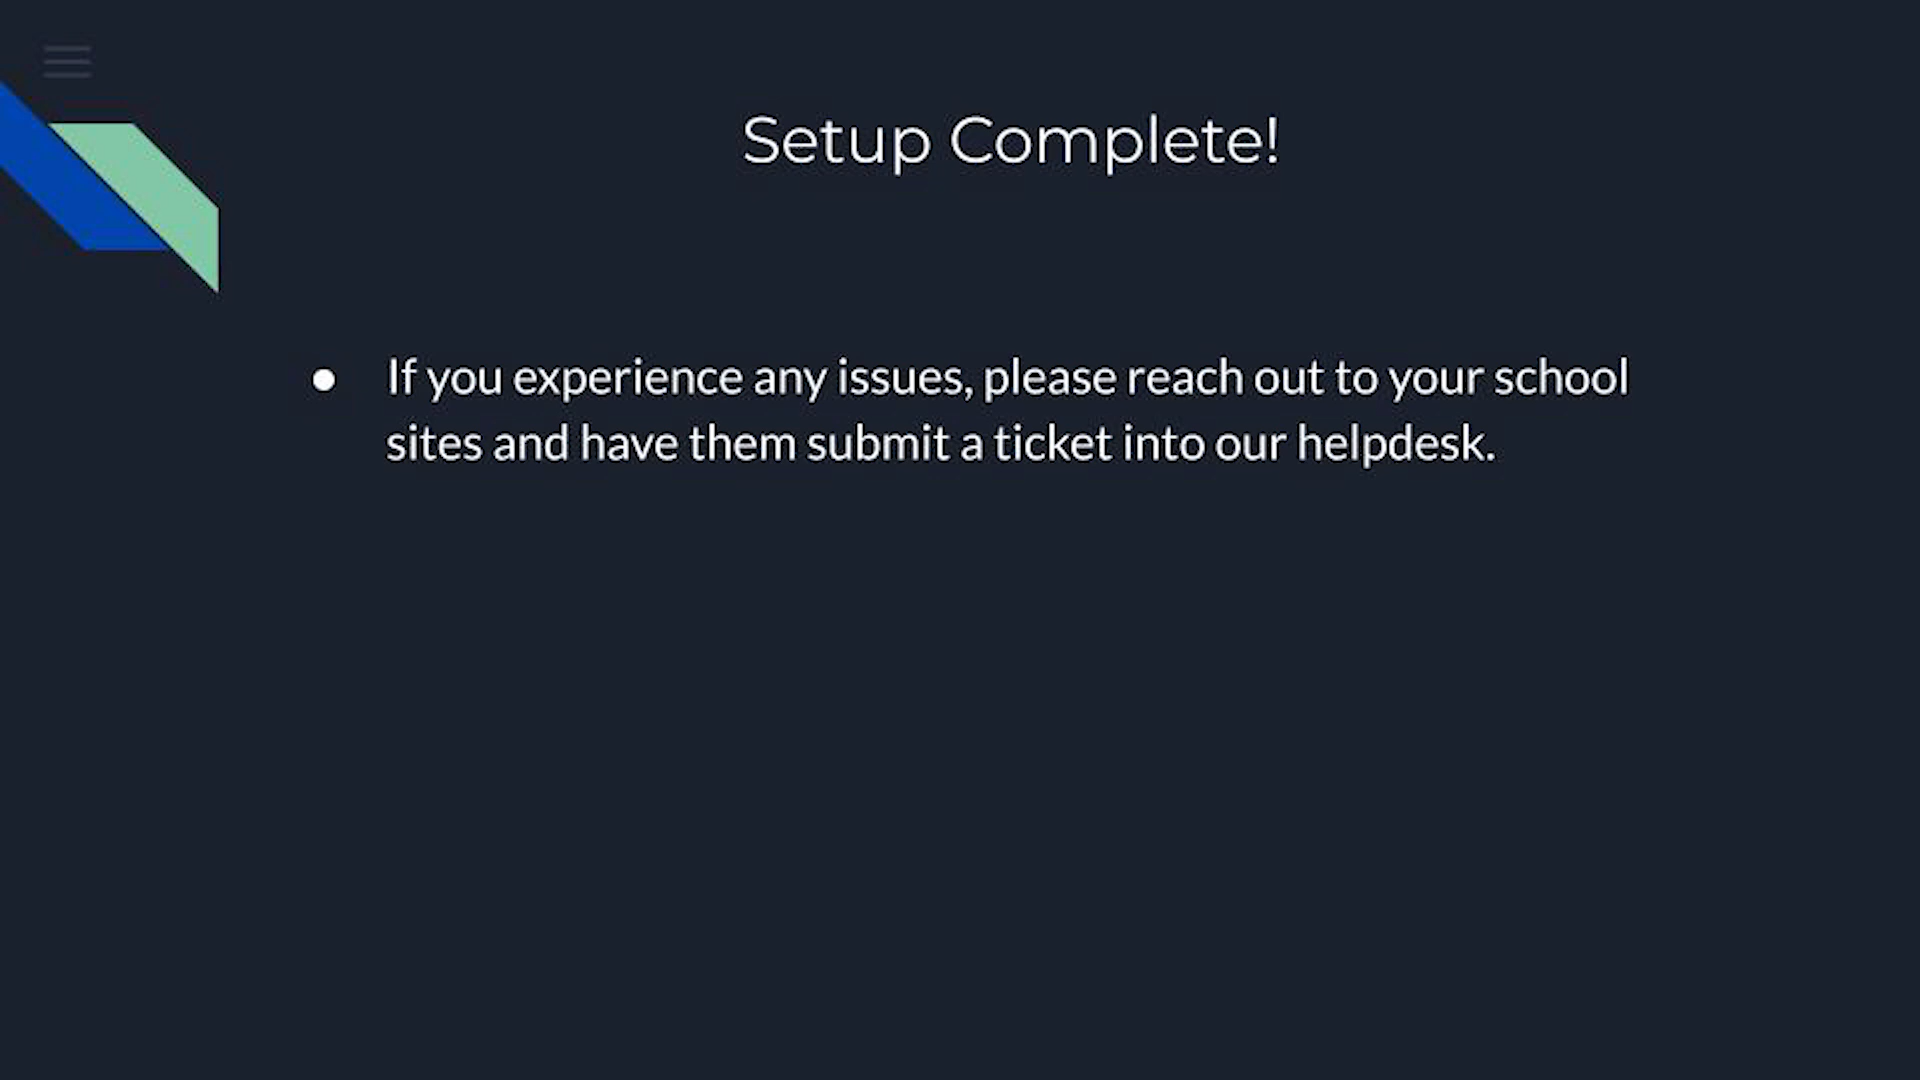 Setup Complete!
● If you experience any issues, please reach out to your school
sites and have them submit a ticket into our helpdesk.